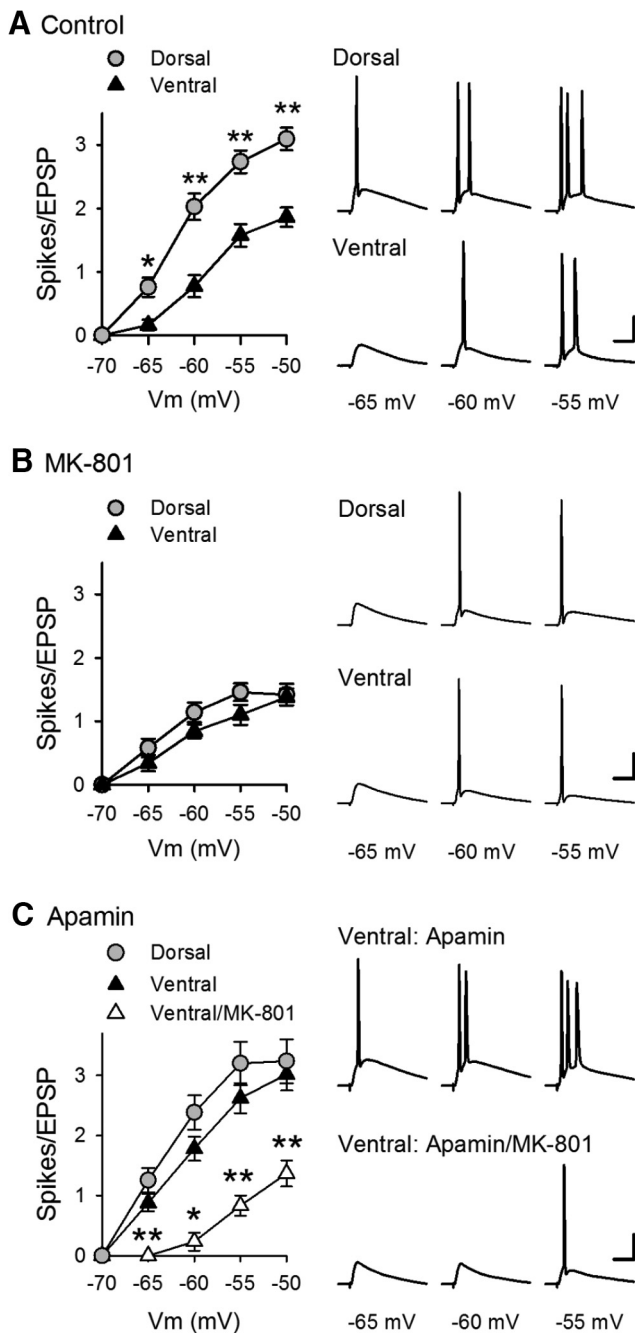 A Control
Dorsal
Ventral
Spikes/EPSP
3
2
1
0
* ** ** **
-70 -65 -60 -55 -50
Vm (mV)
Dorsal
Ventral
-65 mV -60 mV -55 mV
B MK-801
Dorsal
Ventral
Spikes/EPSP
3
2
1
0
-70 -65 -60 -55 -50
Vm (mV)
Dorsal
Ventral
-65 mV -60 mV -55 mV
C Apamin
Dorsal
Ventral
Ventral/MK-801
Spikes/EPSP
3
2
1
0
** * ** **
-70 -65 -60 -55 -50
Vm (mV)
Ventral: Apamin
Ventral: Apamin/MK-801
-65 mV -60 mV -55 mV